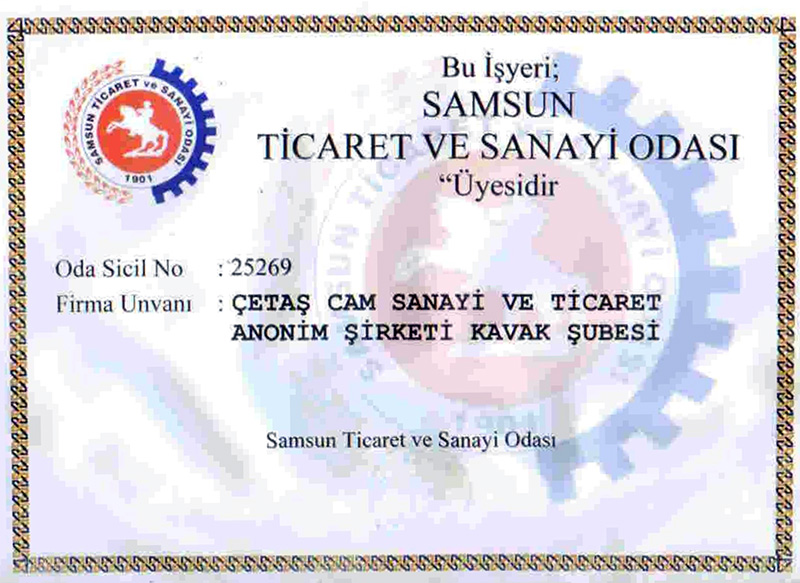 SAMSUN TİCARET ve SANAYİ ODASI
1901
Bu İşyeri;
SAMSUN
TİCARET VE SANAYİ ODASI
“Üyesidir
Oda Sicil No : 25269
Firma Unvanı : ÇETAŞ CAM SANAYİ VE TİCARET
ANONİM ŞİRKETİ KAVAK ŞUBESİ
Samsun Ticaret ve Sanayi Odası